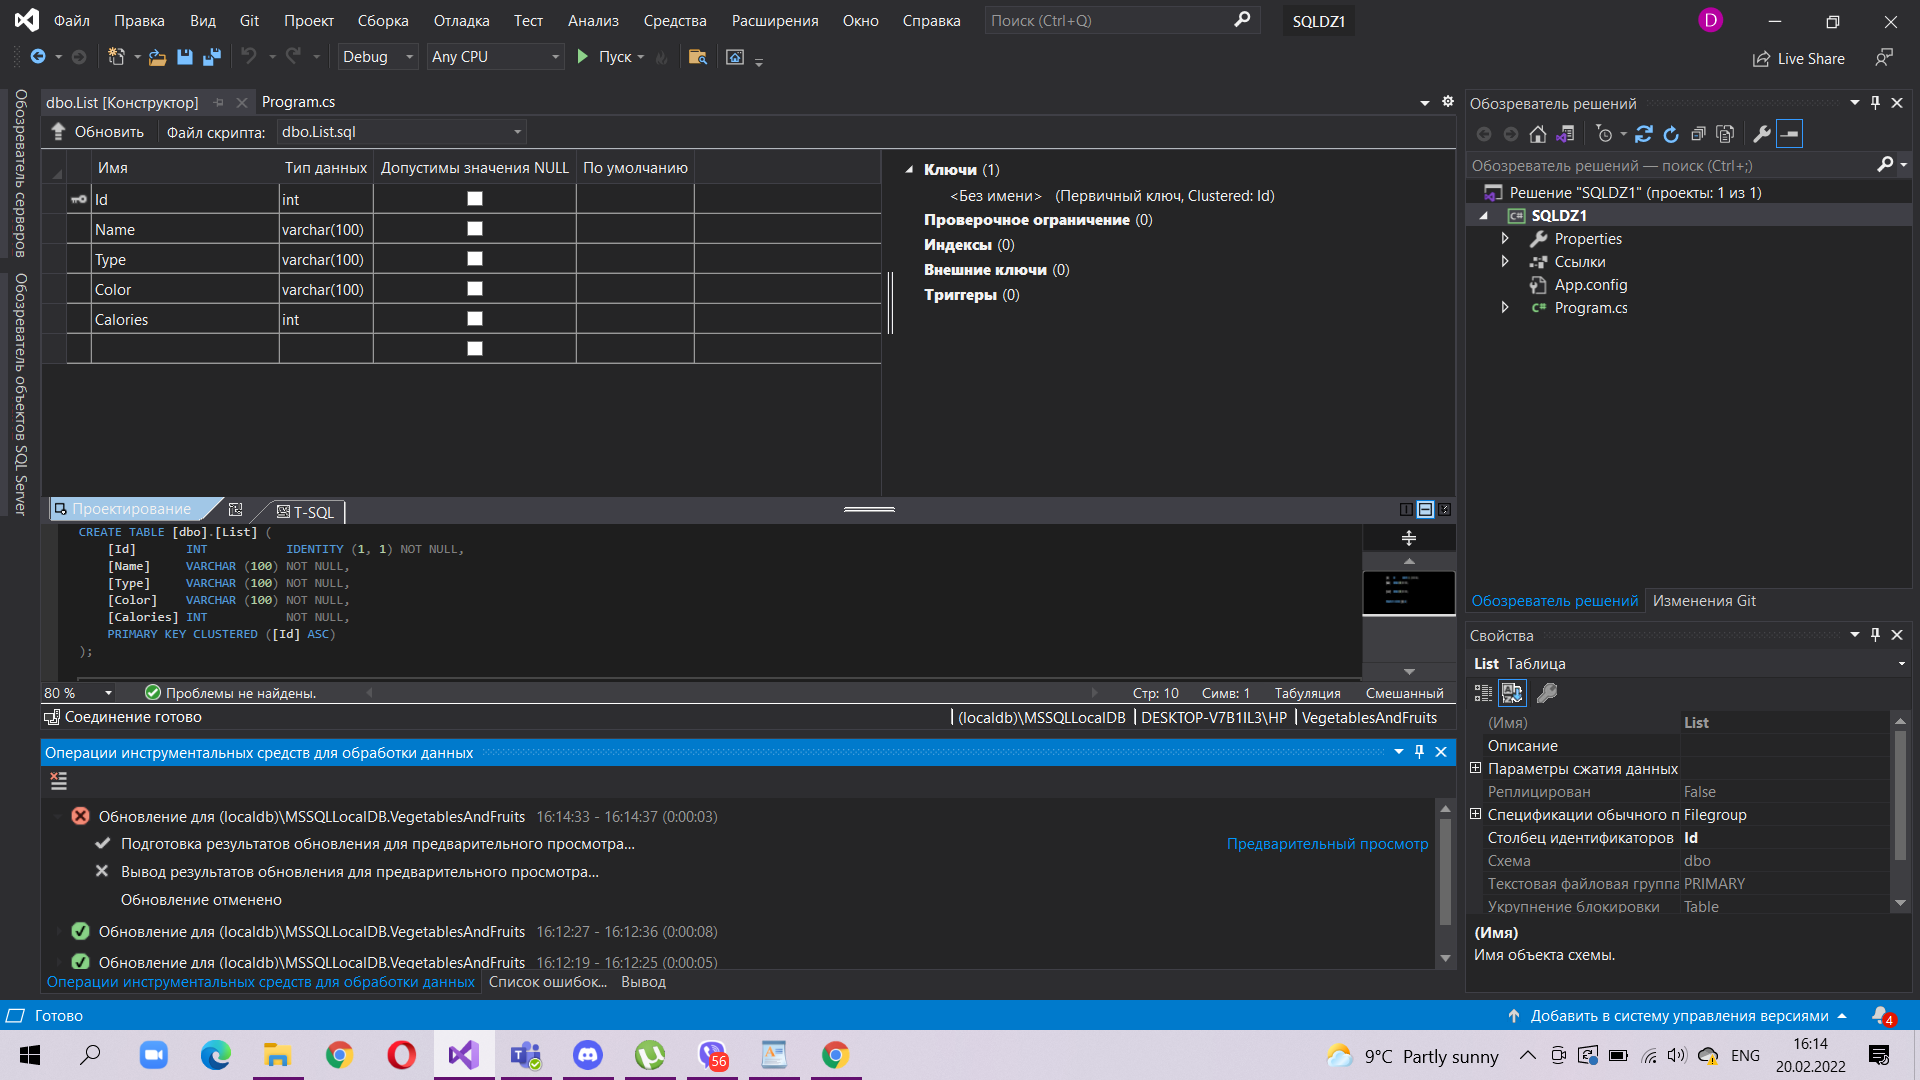 Файл Правка Вид Git Проект Сборка Отладка Тест Анализ Средства Расширения Окно Справка Поиск (Ctrl+Q) SQLDZ1 D
Debug Any CPU Пуск Live Share
Обозреватель серверов
Обозреватель объектов SQL Server
dbo.List [Конструктор] Program.cs
Обновить Файл скрипта: dbo.List.sql
Имя Тип данных Допустимы значения NULL По умолчанию
Id int
Name varchar(100)
Type varchar(100)
Color varchar(100)
Calories int
Ключи (1)
<Без имени> (Первичный ключ, Clustered: Id)
Проверочное ограничение (0)
Индексы (0)
Внешние ключи (0)
Триггеры (0)
Проектирование T-SQL
CREATE TABLE [dbo].[List] (
[Id] INT IDENTITY (1, 1) NOT NULL,
[Name] VARCHAR (100) NOT NULL,
[Type] VARCHAR (100) NOT NULL,
[Color] VARCHAR (100) NOT NULL,
[Calories] INT NOT NULL,
PRIMARY KEY CLUSTERED ([Id] ASC)
);
80 % Проблемы не найдены. Стр: 10 Симв: 1 Табуляция Смешанный
Соединение готово (localdb)\MSSQLLocalDB DESKTOP-V7B1IL3\HP VegetablesAndFruits
Операции инструментальных средств для обработки данных
Обновление для (localdb)\MSSQLLocalDB.VegetablesAndFruits 16:14:33 - 16:14:37 (0:00:03)
Подготовка результатов обновления для предварительного просмотра... Предварительный просмотр
Вывод результатов обновления для предварительного просмотра...
Обновление отменено
Обновление для (localdb)\MSSQLLocalDB.VegetablesAndFruits 16:12:27 - 16:12:36 (0:00:08)
Обновление для (localdb)\MSSQLLocalDB.VegetablesAndFruits 16:12:19 - 16:12:25 (0:00:05)
Операции инструментальных средств для обработки данных Список ошибок... Вывод
Обозреватель решений
Обозреватель решений — поиск (Ctrl+;)
Решение "SQLDZ1" (проекты: 1 из 1)
SQLDZ1
Properties
Ссылки
App.config
Program.cs
Обозреватель решений Изменения Git
Свойства
List Таблица
(Имя) List
Описание
Параметры сжатия данных
Реплицирован False
Спецификации обычного п Filegroup
Столбец идентификаторов Id
Схема dbo
Текстовая файловая группа PRIMARY
Укрупнение блокировки Table
(Имя)
Имя объекта схемы.
Готово Добавить в систему управления версиями 4
56 9°C Partly sunny ENG 16:14
20.02.2022